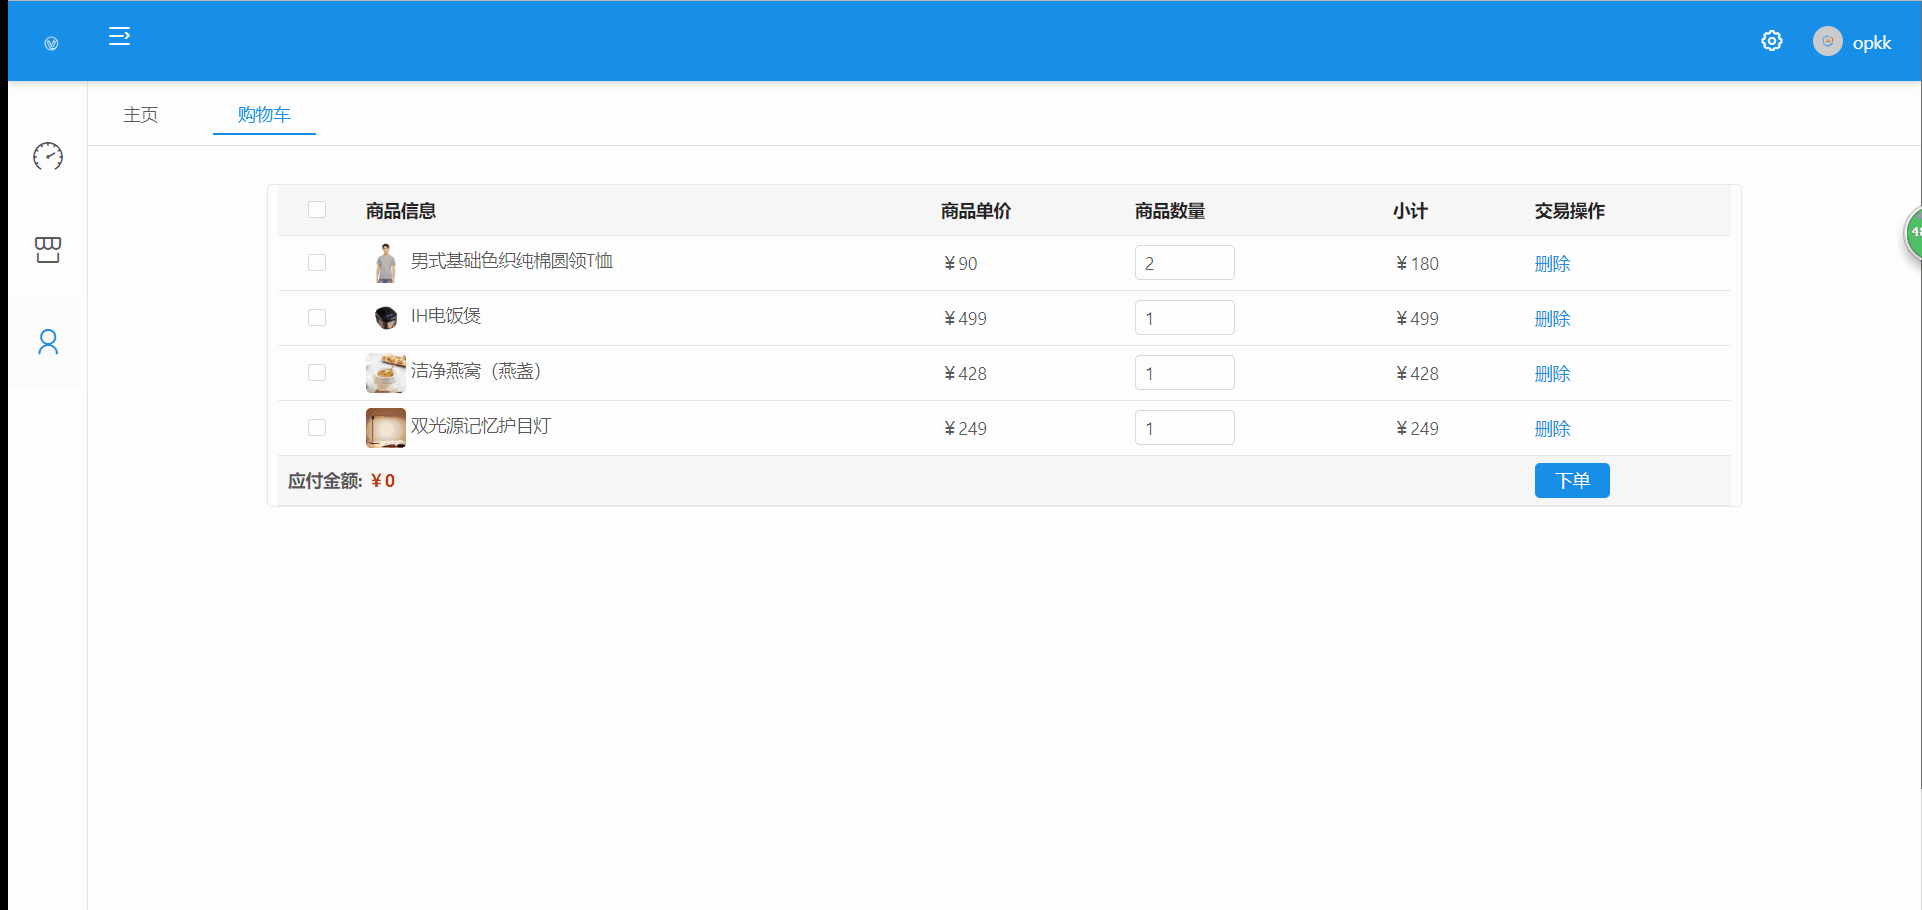 opkk
主页 购物车
商品信息 商品单价 商品数量 小计 交易操作
男式基础色织纯棉圆领T恤 ¥90 2 ¥180 删除
IH电饭煲 ¥499 1 ¥499 删除
洁净燕窝（燕盏） ¥428 1 ¥428 删除
双光源记忆护目灯 ¥249 1 ¥249 删除
应付金额: ¥0 下单